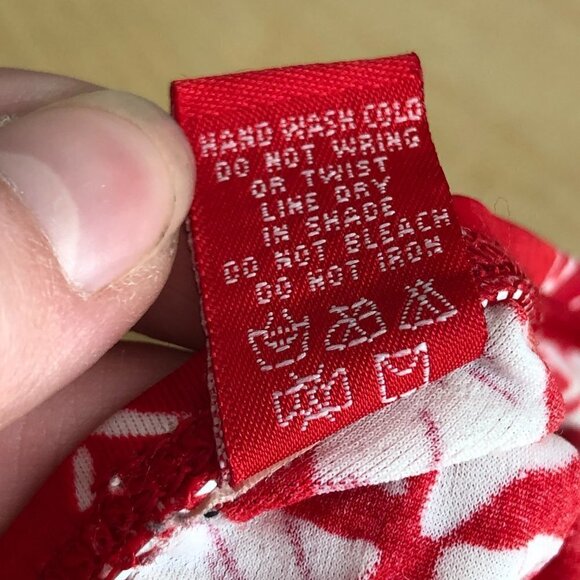 HAND WASH COLD
DO NOT WRING
OR TWIST
LINE DRY
IN SHADE
DO NOT BLEACH
DO NOT IRON